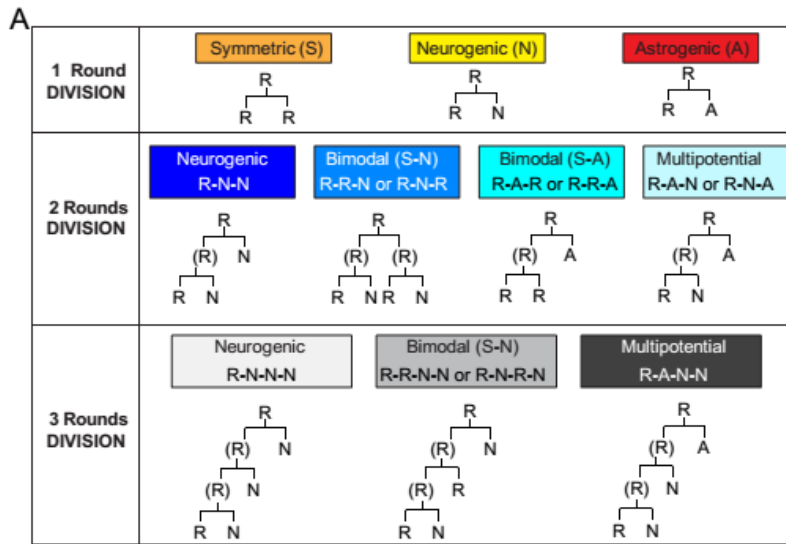 A
1 Round
DIVISION
Symmetric (S)
Neurogenic (N)
Astrogenic (A)
R
R R
R
R N
R
R A
2 Rounds
DIVISION
Neurogenic
R-N-N
Bimodal (S-N)
R-R-N or R-N-R
Bimodal (S-A)
R-A-R or R-R-A
Multipotential
R-A-N or R-N-A
R
(R) N
R N
R
(R) (R)
R N R N
R
(R) A
R R
R
(R) A
R N
3 Rounds
DIVISION
Neurogenic
R-N-N-N
Bimodal (S-N)
R-R-N-N or R-N-R-N
Multipotential
R-A-N-N
R
(R) N
(R) N
R N
R
(R) N
(R) R
R N
R
(R) A
(R) N
R N